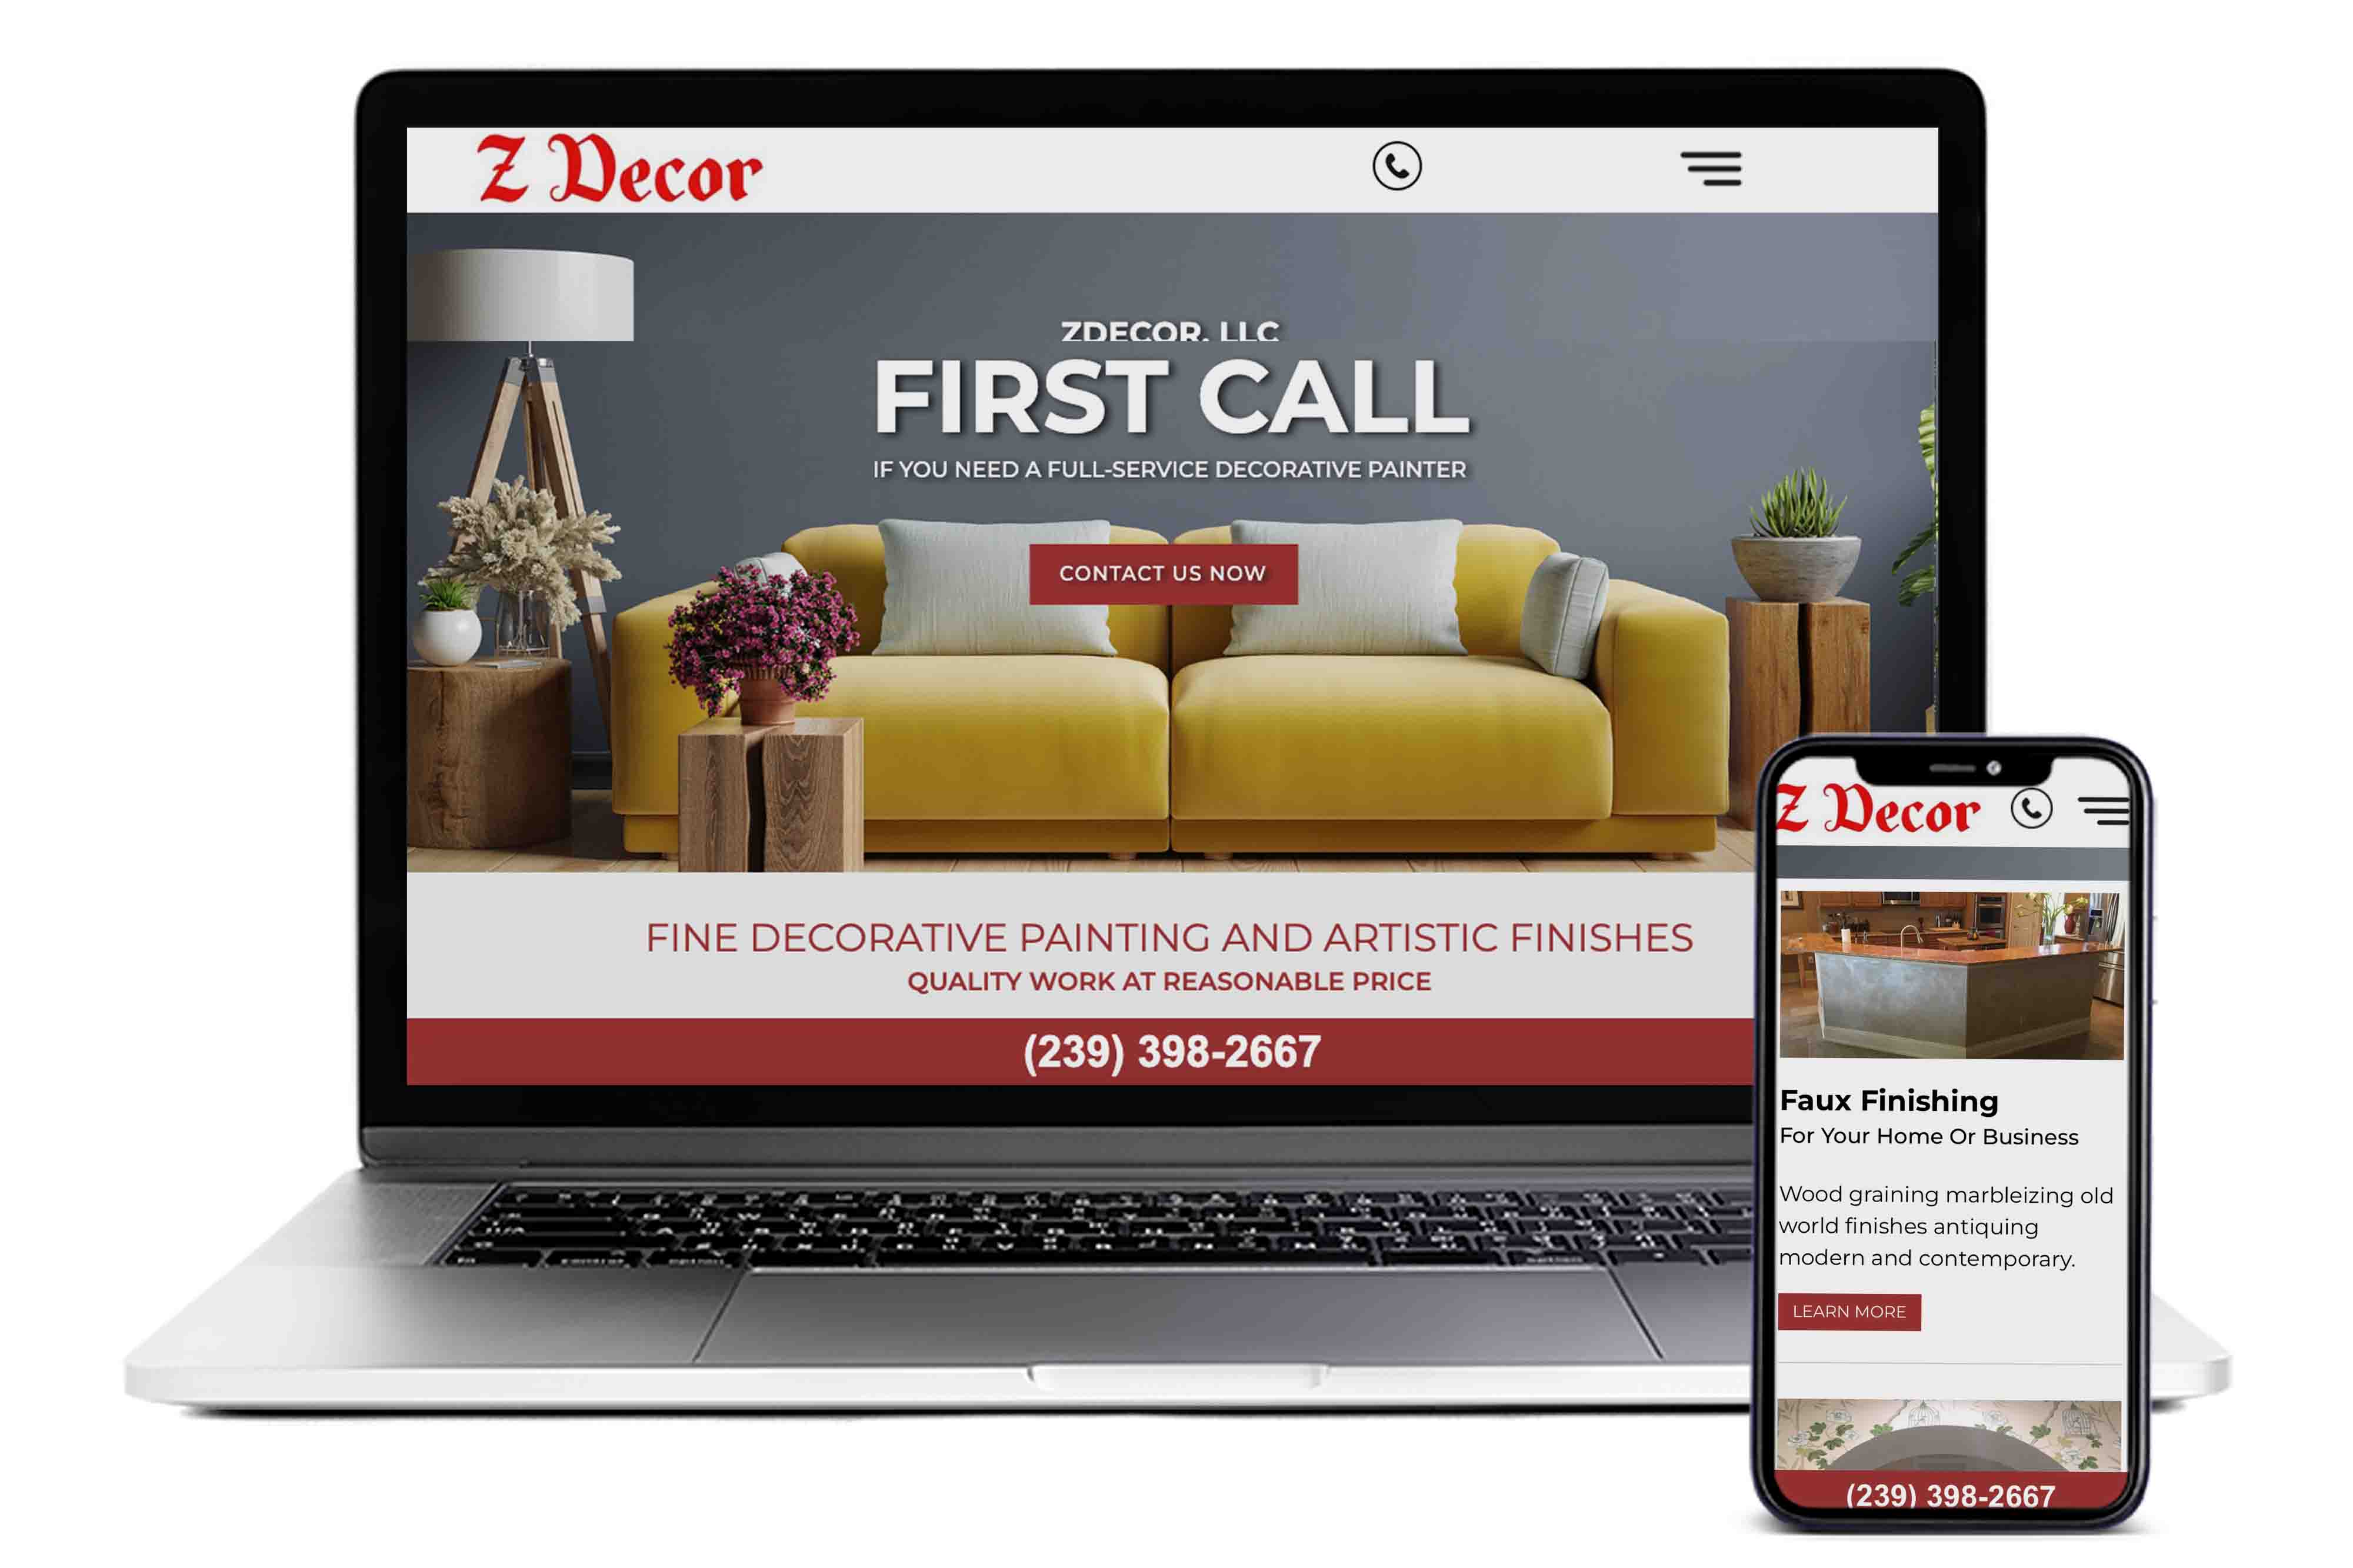 Z Decor
ZDECOR, LLC
FIRST CALL
IF YOU NEED A FULL-SERVICE DECORATIVE PAINTER
CONTACT US NOW
FINE DECORATIVE PAINTING AND ARTISTIC FINISHES
QUALITY WORK AT REASONABLE PRICE
(239) 398-2667
Z Decor
Faux Finishing
For Your Home Or Business
Wood graining marbleizing old
world finishes antiquing
modern and contemporary.
LEARN MORE
(239) 398-2667